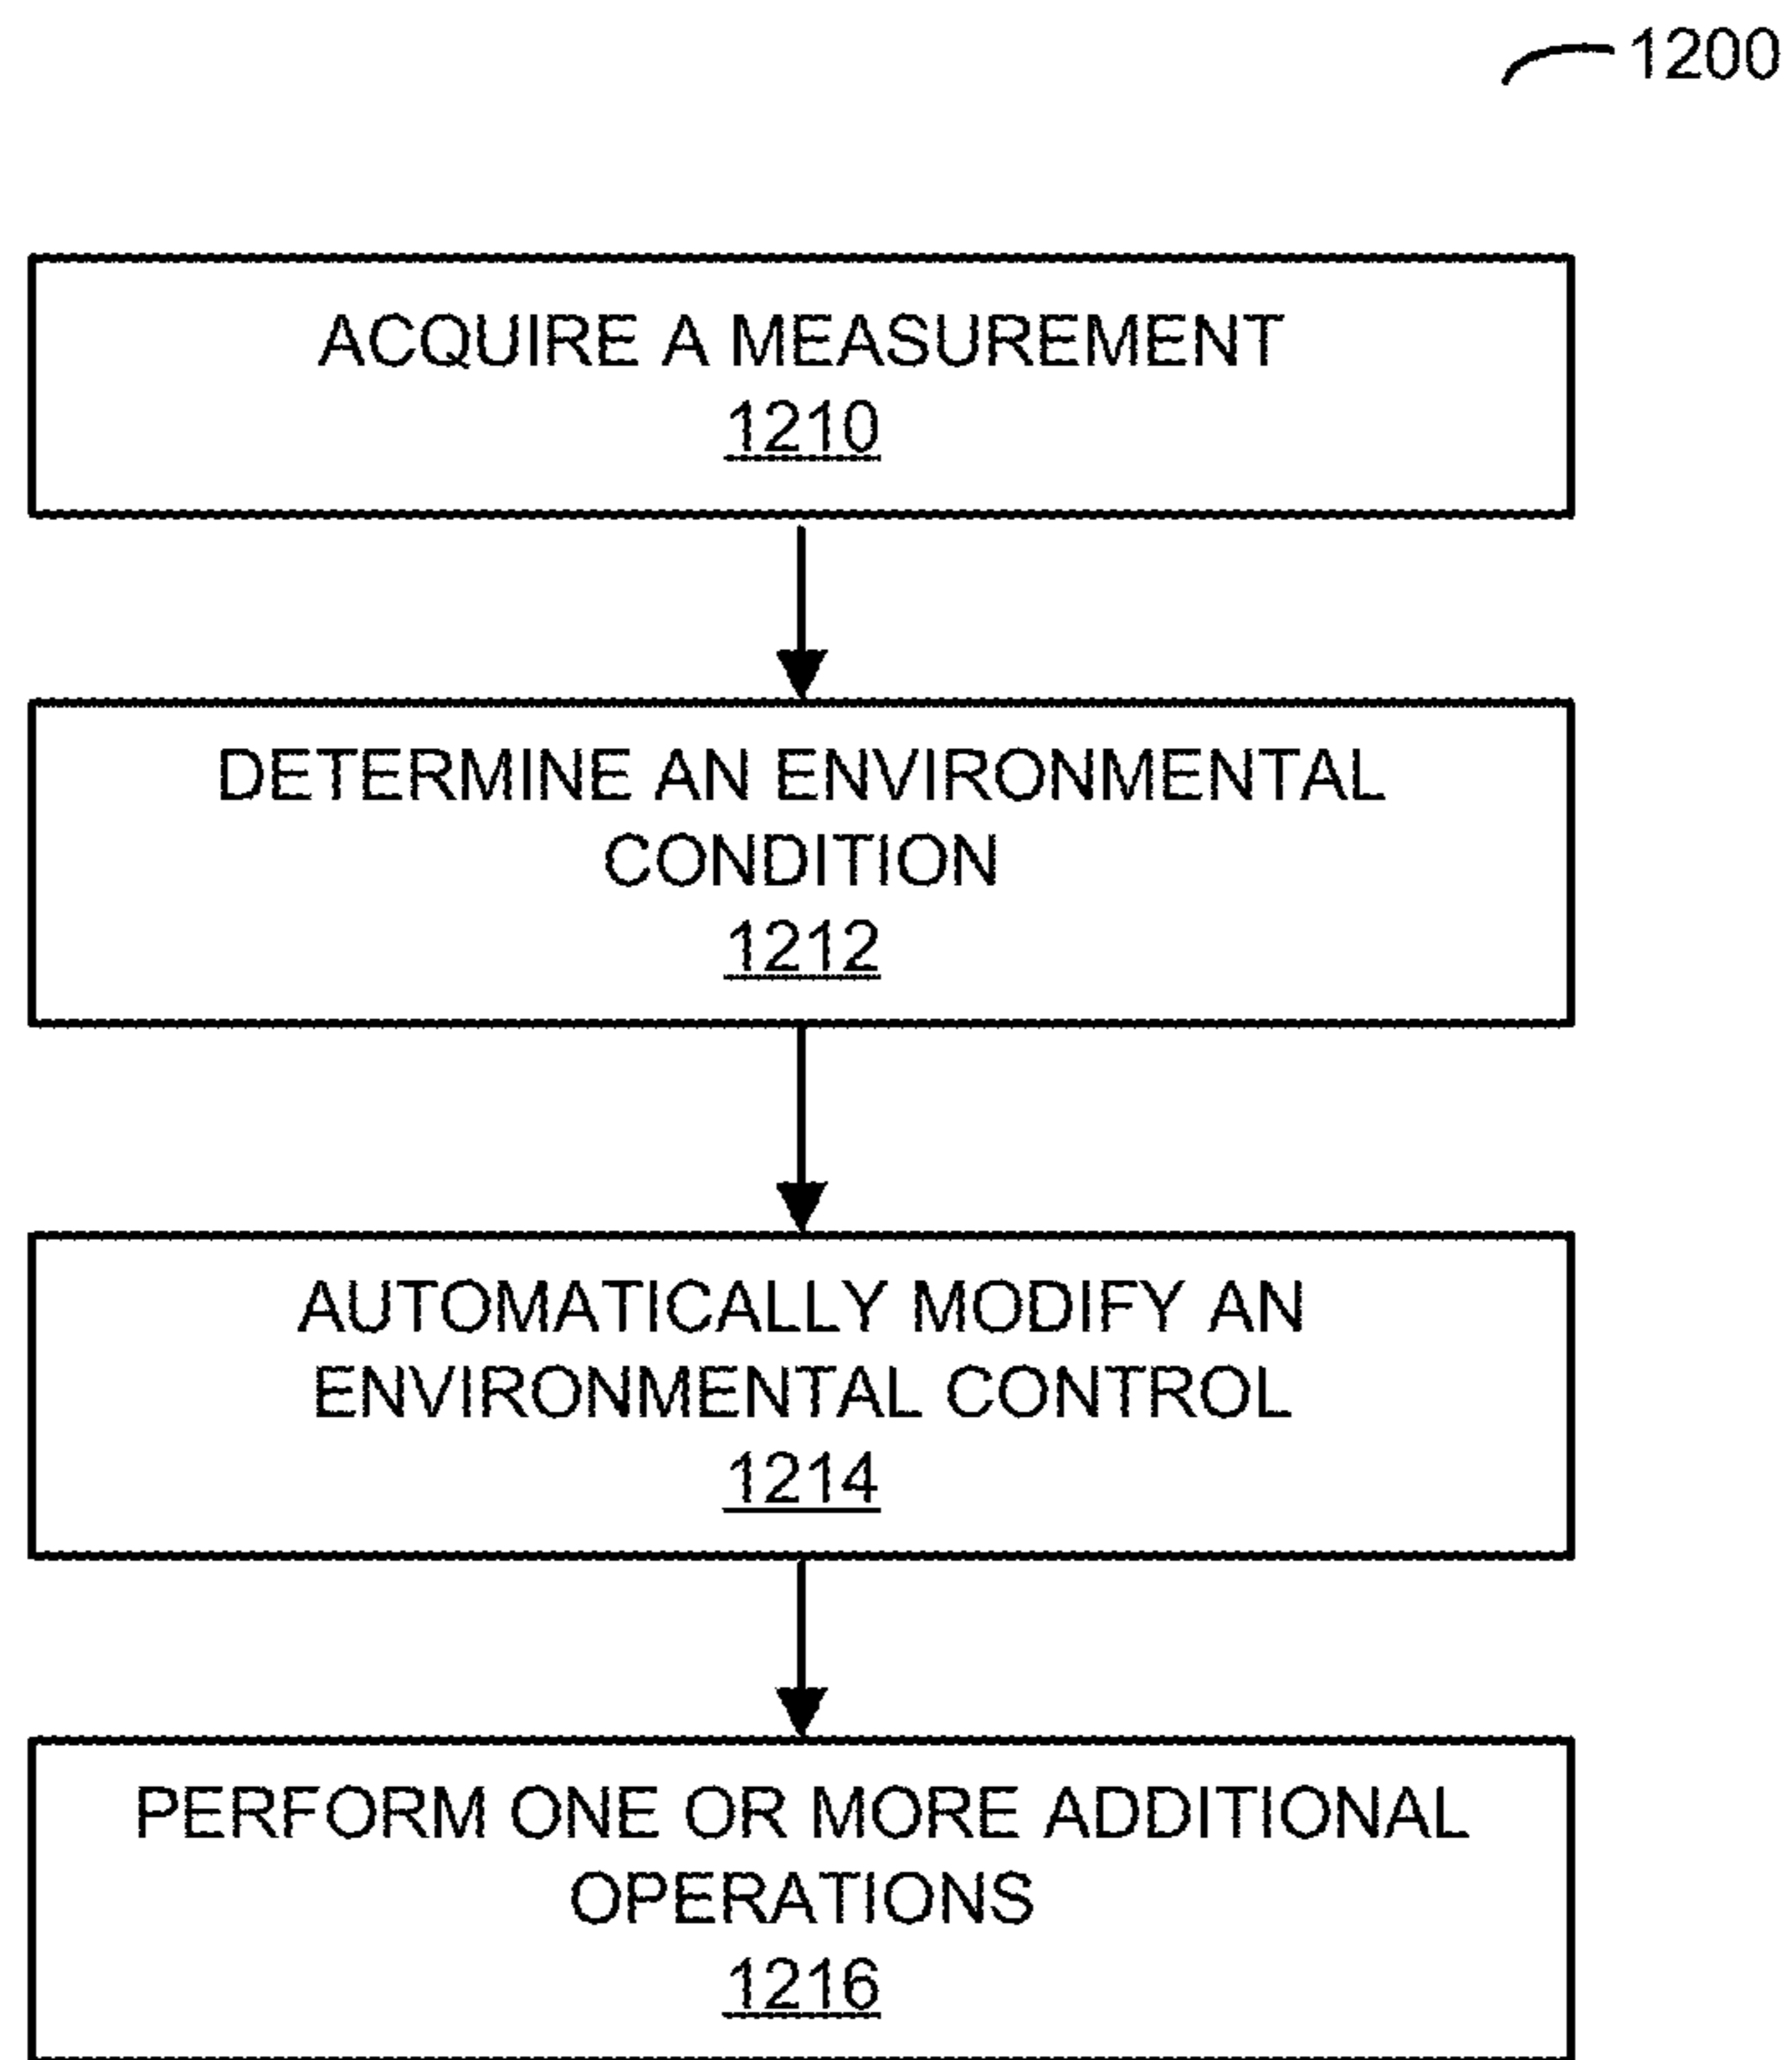 1200
ACQUIRE A MEASUREMENT
1210
DETERMINE AN ENVIRONMENTAL
CONDITION
1212
AUTOMATICALLY MODIFY AN
ENVIRONMENTAL CONTROL
1214
PERFORM ONE OR MORE ADDITIONAL
OPERATIONS
1216